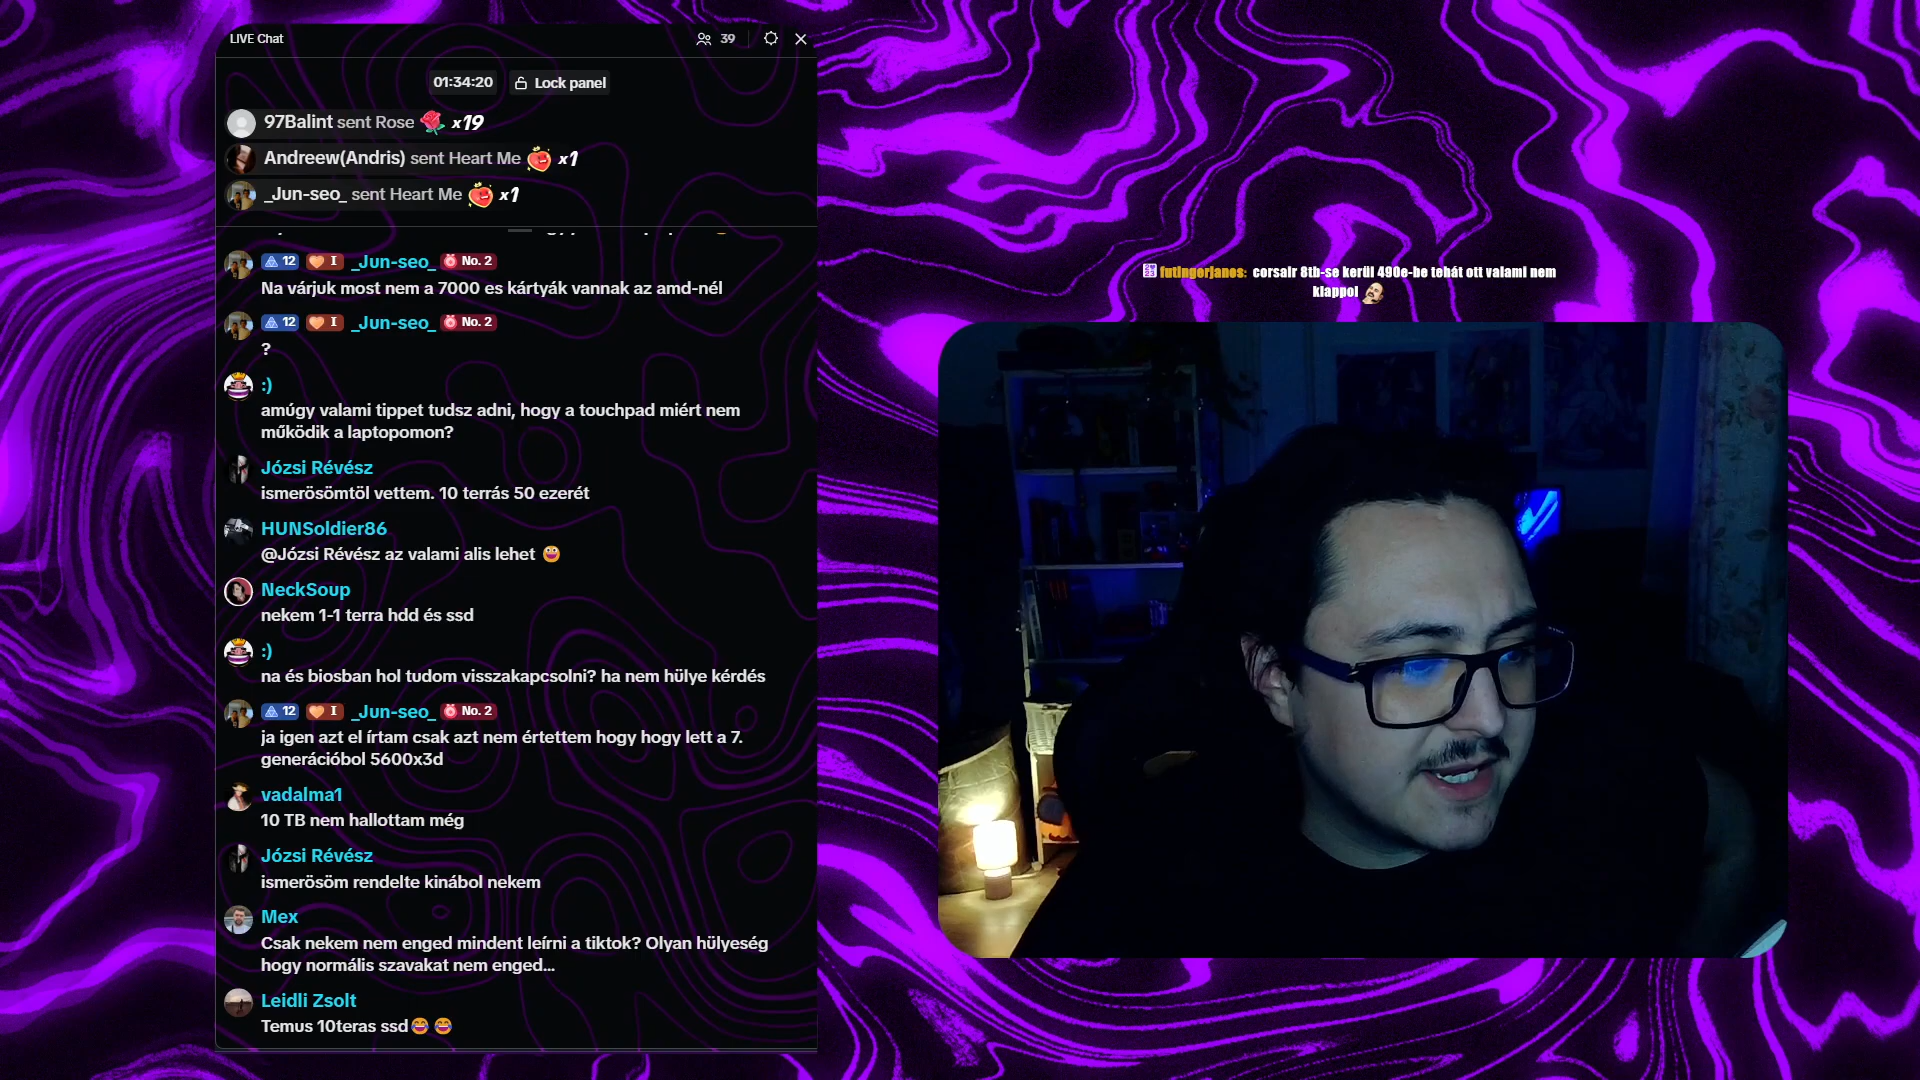 LIVE Chat
39
01:34:20
Lock panel
97Balint sent Rose x19
Andreew(Andris) sent Heart Me x1
_Jun-seo_ sent Heart Me x1
12 I _Jun-seo_ No. 2
Na várjuk most nem a 7000 es kártyák vannak az amd-nél
12 I _Jun-seo_ No. 2
?
:)
amúgy valami tippet tudsz adni, hogy a touchpad miért nem
működik a laptopomon?
Józsi Révész
ismerösömtöl vettem. 10 terrás 50 ezerét
HUNSoldier86
@Józsi Révész az valami alis lehet 😀
NeckSoup
nekem 1-1 terra hdd és ssd
:)
na és biosban hol tudom visszakapcsolni? ha nem hülye kérdés
12 I _Jun-seo_ No. 2
ja igen azt el írtam csak azt nem értettem hogy hogy lett a 7.
generációbol 5600x3d
vadalma1
10 TB nem hallottam még
Józsi Révész
ismerösöm rendelte kinábol nekem
Mex
Csak nekem nem enged mindent leírni a tiktok? Olyan hülyeség
hogy normális szavakat nem enged...
Leidli Zsolt
Temus 10teras ssd😂 😂
futingerjanos: corsair 8tb-se kerül 490e-be tehát ott valami nem
klappol